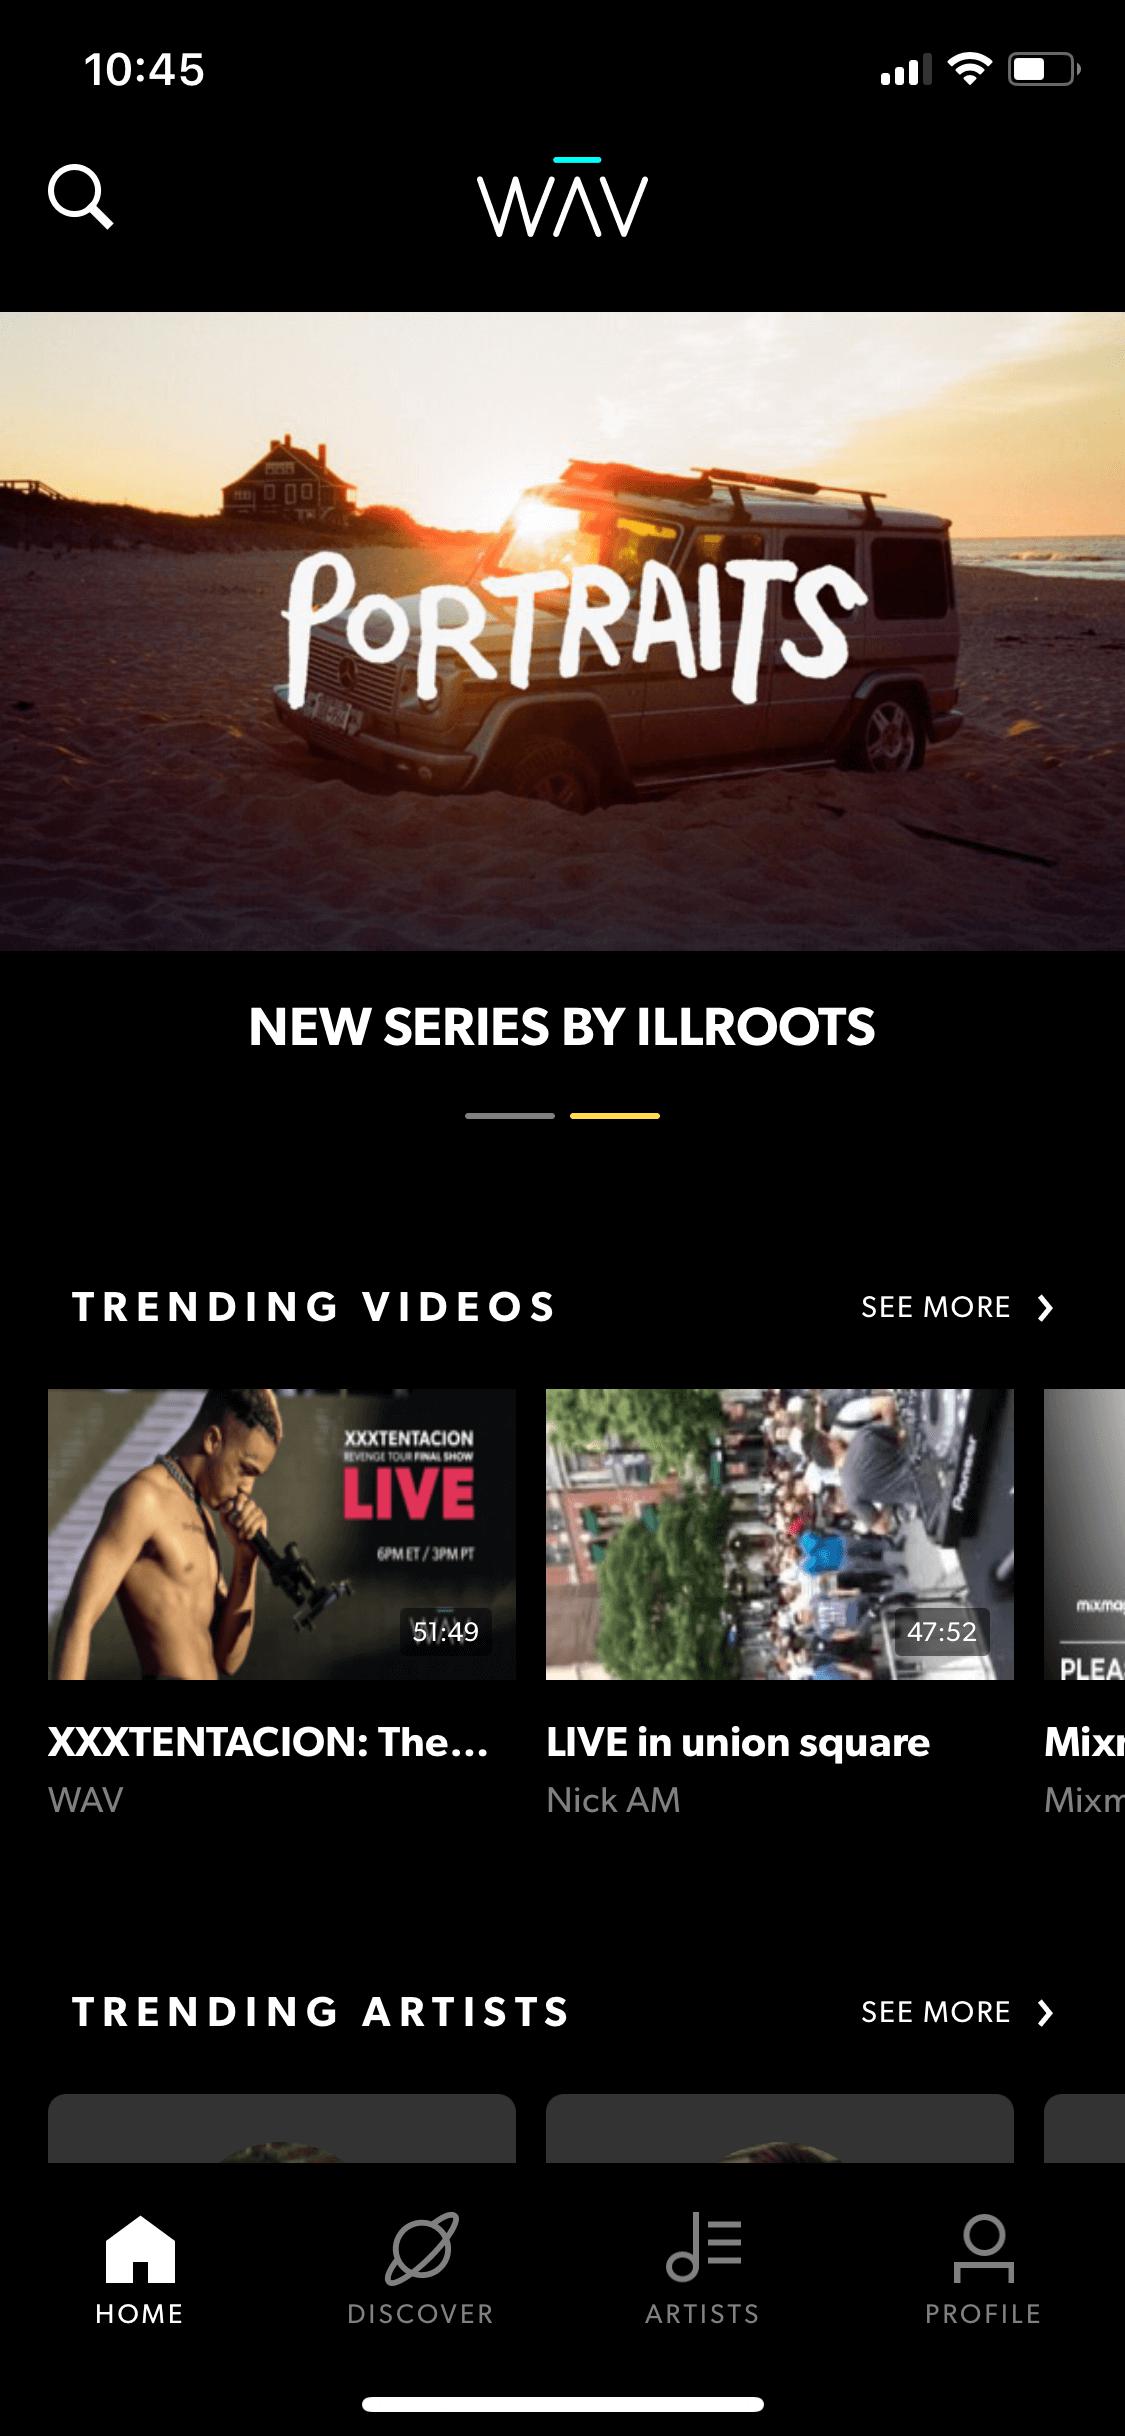 10:45
WAV
PORTRAITS
NEW SERIES BY ILLROOTS
TRENDING VIDEOS
SEE MORE
XXXTENTACION
REVENGE TOUR FINAL SHOW
LIVE
6PM ET / 3PM PT
51:49
Pioneer
47:52
mixma
PLEA
XXXTENTACION: The...
LIVE in union square
Mix
WAV
Nick AM
Mixm
TRENDING ARTISTS
SEE MORE
HOME
DISCOVER
ARTISTS
PROFILE